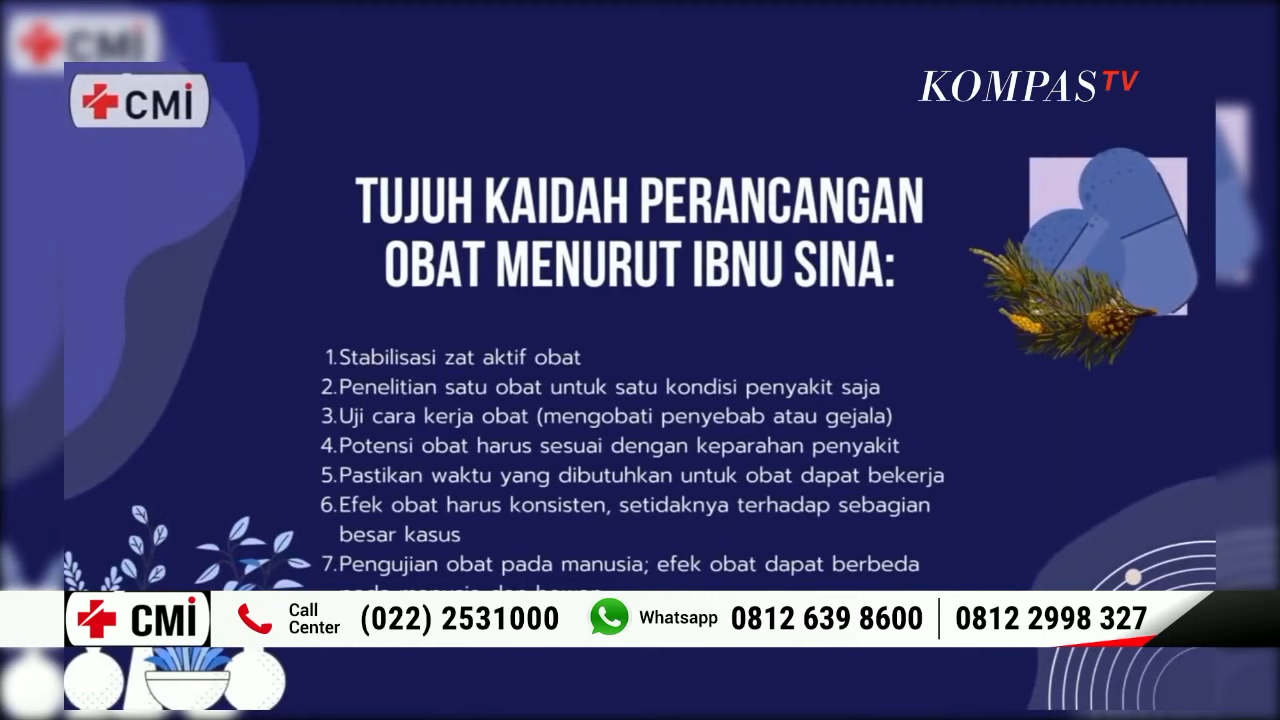 CMI
CMI
KOMPAS TV
TUJUH KAIDAH PERANCANGAN
OBAT MENURUT IBNU SINA:
1.Stabilisasi zat aktif obat
2.Penelitian satu obat untuk satu kondisi penyakit saja
3.Uji cara kerja obat (mengobati penyebab atau gejala)
4.Potensi obat harus sesuai dengan keparahan penyakit
5.Pastikan waktu yang dibutuhkan untuk obat dapat bekerja
6.Efek obat harus konsisten, setidaknya terhadap sebagian
besar kasus
7.Pengujian obat pada manusia; efek obat dapat berbeda
CMI Call Center (022) 2531000 Whatsapp 0812 639 8600 0812 2998 327